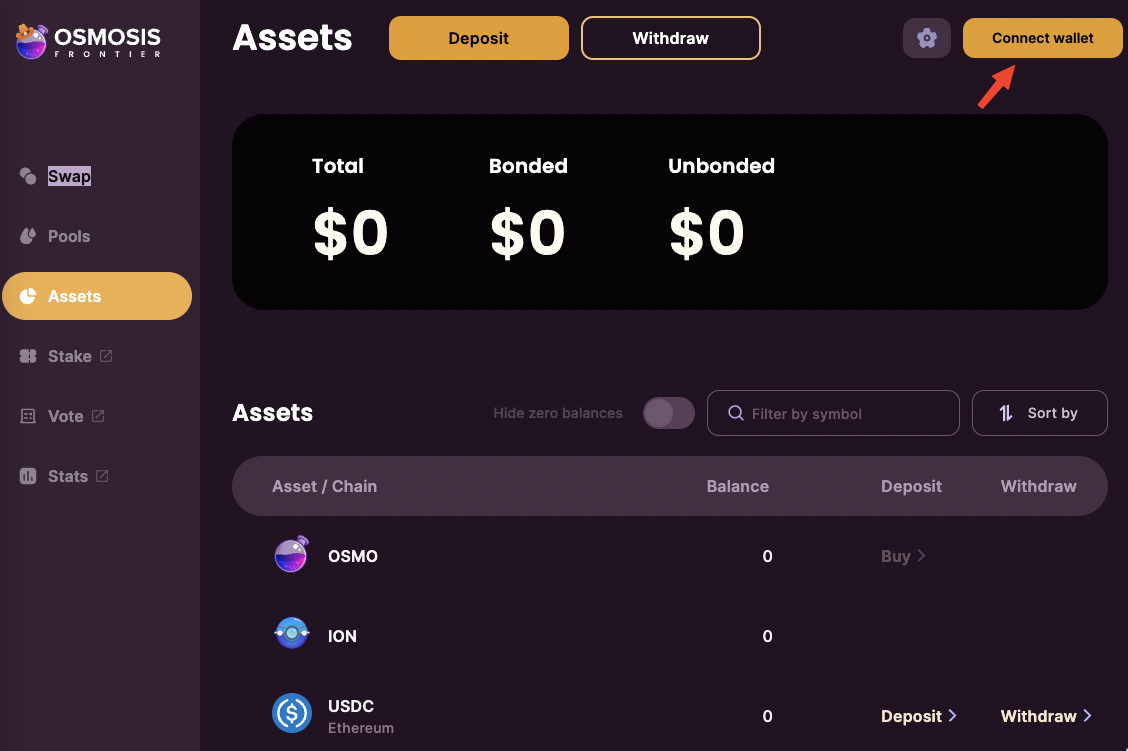 OSMOSIS
FRONTIER
Assets
Deposit
Withdraw
Connect wallet
Swap
Pools
Assets
Stake
Vote
Stats
Total
Bonded
Unbonded
$0
$0
$0
Assets
Hide zero balances
Filter by symbol
Sort by
Asset / Chain
Balance
Deposit
Withdraw
OSMO
0
Buy
ION
0
USDC
Ethereum
0
Deposit
Withdraw